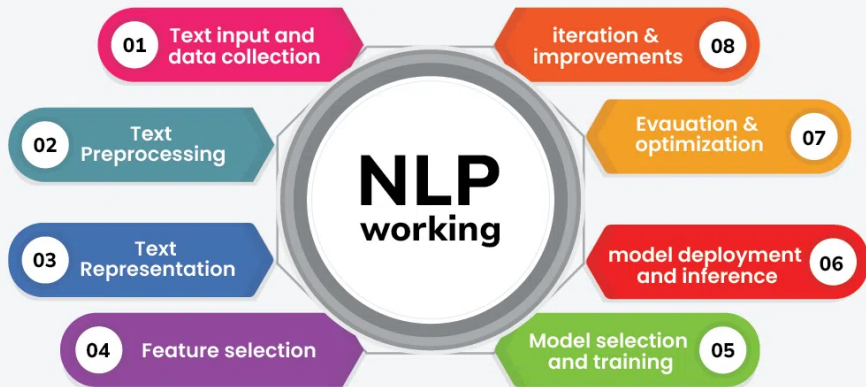 01
Text input and
data collection
02
Text
Preprocessing
03
Text
Representation
04
Feature selection
NLP
working
iteration &
improvements
08
Evauation &
optimization
07
model deployment
and inference
06
Model selection
and training
05